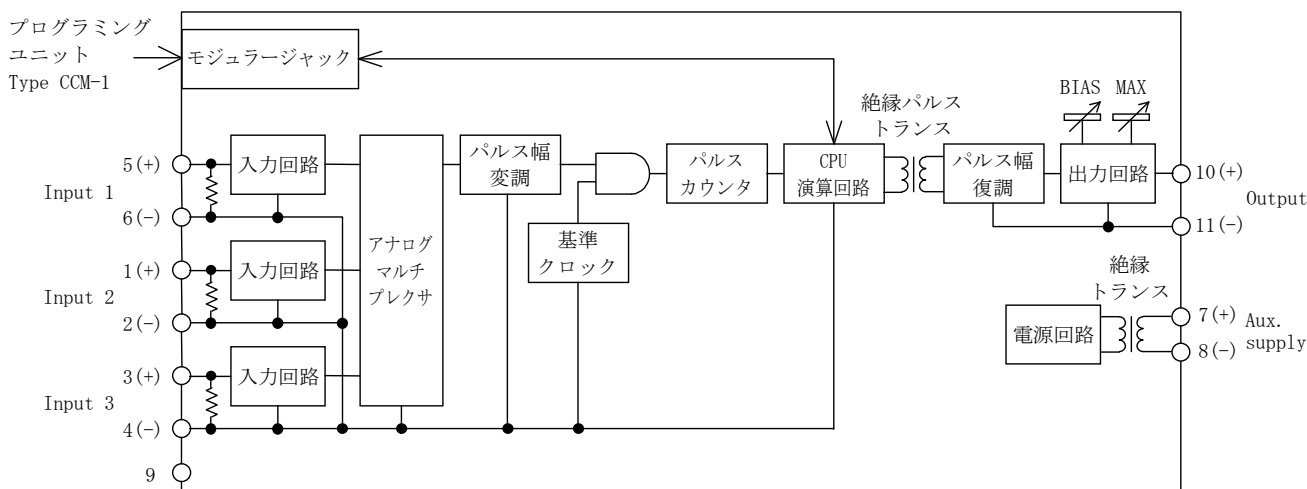 プログラミング
ユニット
Type CCM-1
モジュラージャック
絶縁パルス
トランス
BIAS MAX
5(+)
入力回路
Input 1
6(-)
パルス幅
変調
パルス
カウンタ
CPU
演算回路
パルス幅
復調
出力回路
10(+)
Output
11(-)
アナログ
マルチ
プレクサ
基準
クロック
1(+)
入力回路
Input 2
2(-)
絶縁
トランス
電源回路
7(+)
Aux.
supply
8(-)
3(+)
入力回路
Input 3
4(-)
9